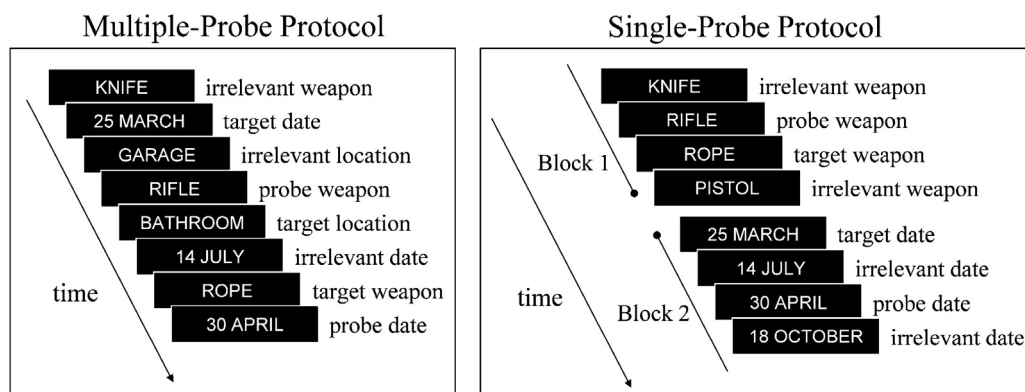 Multiple-Probe Protocol
KNIFE irrelevant weapon
25 MARCH target date
GARAGE irrelevant location
RIFLE probe weapon
BATHROOM target location
14 JULY irrelevant date
ROPE target weapon
30 APRIL probe date
time
Single-Probe Protocol
KNIFE irrelevant weapon
RIFLE probe weapon
ROPE target weapon
PISTOL irrelevant weapon
Block 1
25 MARCH target date
14 JULY irrelevant date
30 APRIL probe date
18 OCTOBER irrelevant date
Block 2
time